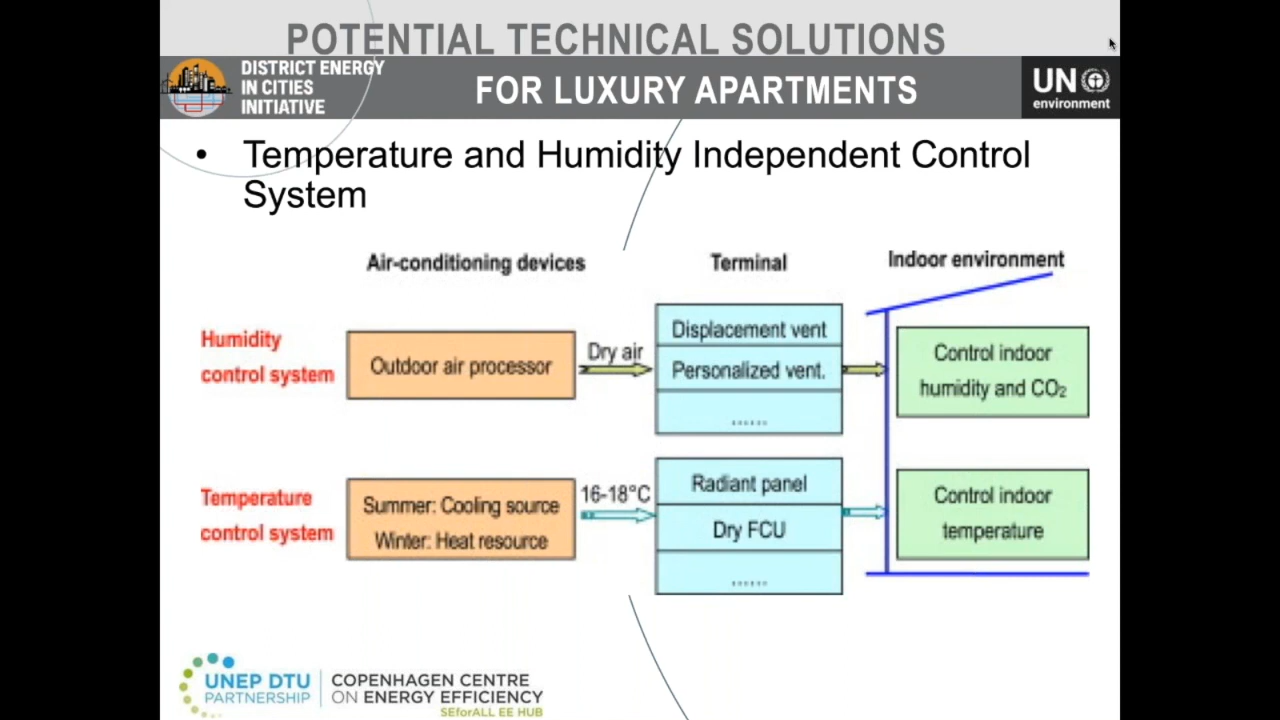 POTENTIAL TECHNICAL SOLUTIONS
DISTRICT ENERGY
IN CITIES
INITIATIVE
FOR LUXURY APARTMENTS
UN
environment
• Temperature and Humidity Independent Control
System
Air-conditioning devices
Terminal
Indoor environment
Humidity
control system
Outdoor air processor
Dry air
Displacement vent
Personalized vent.
......
Control indoor
humidity and CO₂
Temperature
control system
Summer: Cooling source
Winter: Heat resource
16-18°C
Radiant panel
Dry FCU
......
Control indoor
temperature
UNEP DTU
PARTNERSHIP
COPENHAGEN CENTRE
ON ENERGY EFFICIENCY
SEforALL EE HUB